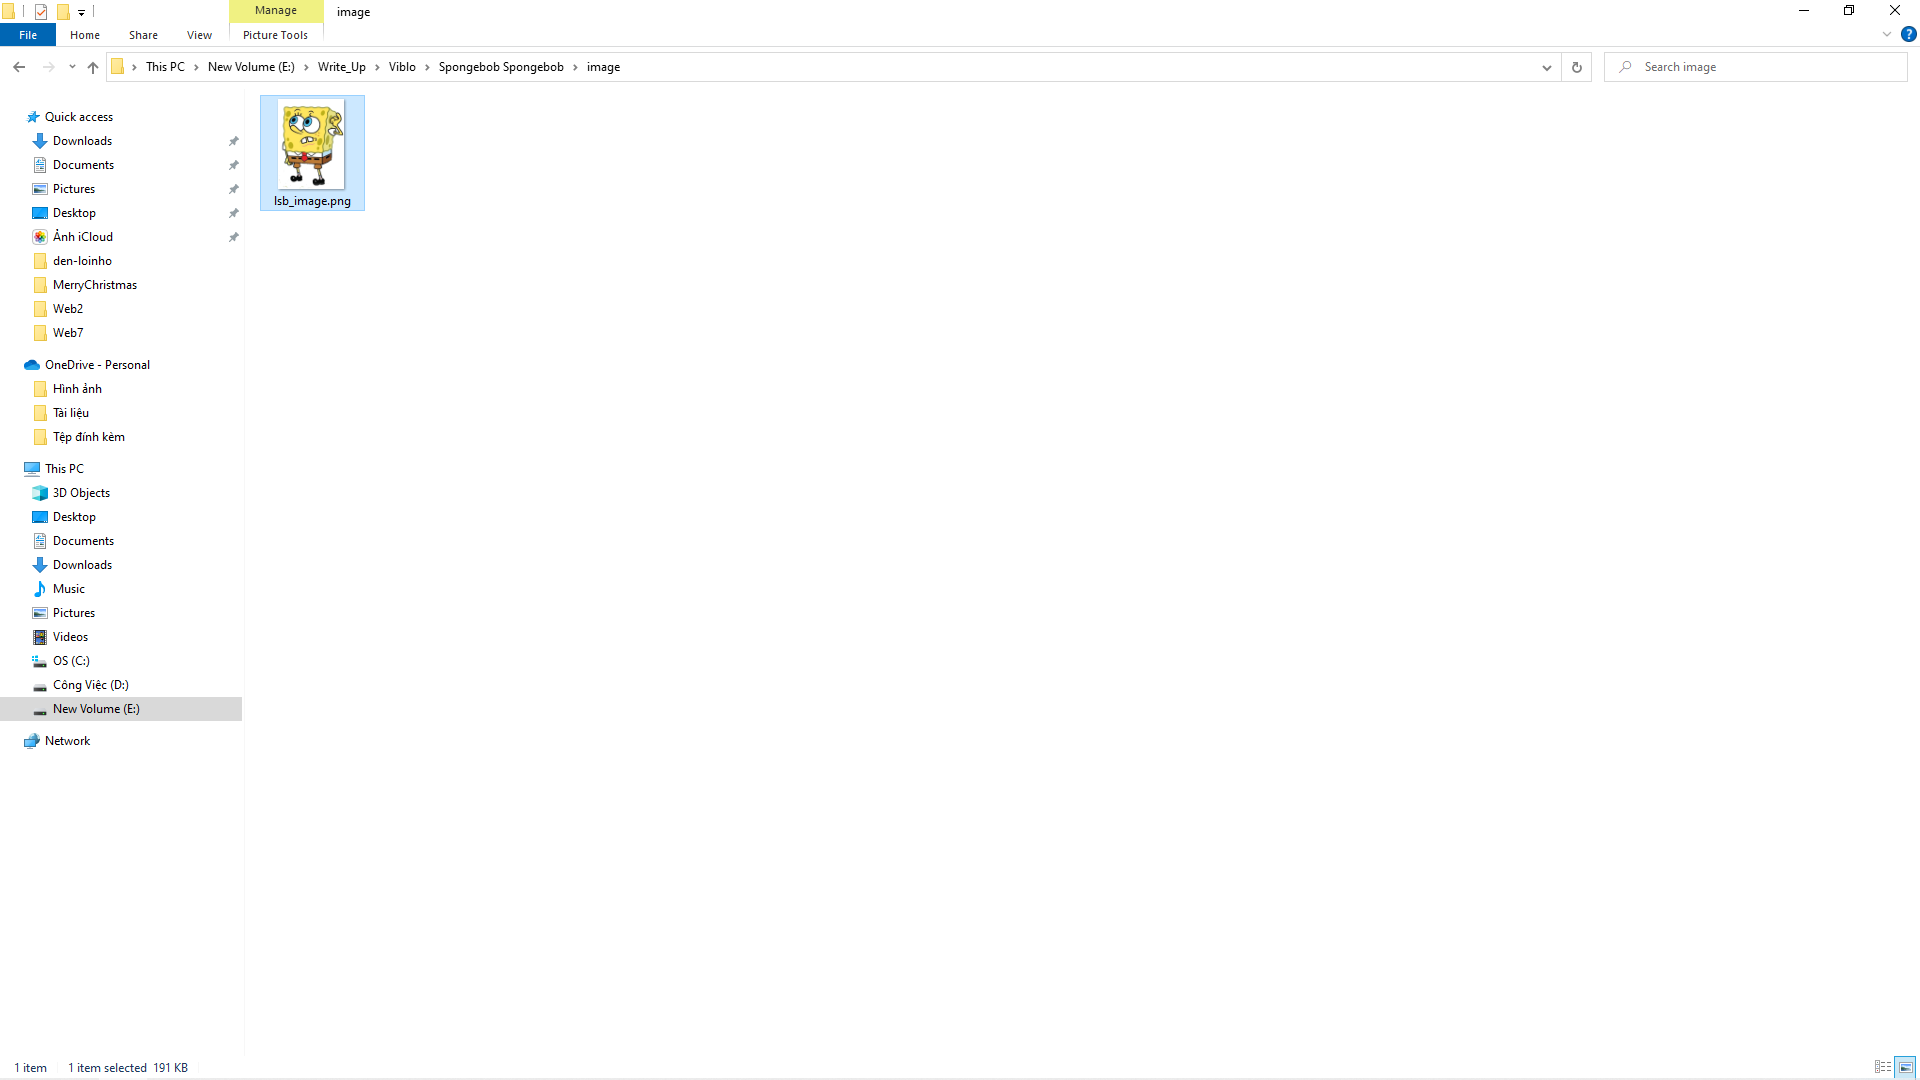 Manage
image
File
Home
Share
View
Picture Tools
This PC
New Volume (E:)
Write_Up
Viblo
Spongebob Spongebob
image
Search image
Quick access
Downloads
Documents
Pictures
Desktop
Ảnh iCloud
den-loinho
MerryChristmas
Web2
Web7
OneDrive - Personal
Hình ảnh
Tài liệu
Tệp đính kèm
This PC
3D Objects
Desktop
Documents
Downloads
Music
Pictures
Videos
OS (C:)
Công Việc (D:)
New Volume (E:)
Network
lsb_image.png
1 item
1 item selected 191 KB